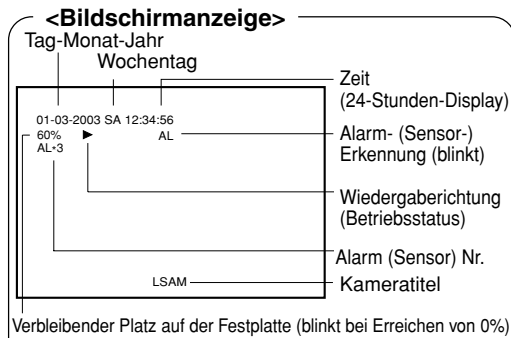 <Bildschirmanzeige>
Tag-Monat-Jahr
Wochentag
Zeit
(24-Stunden-Display)
01-03-2003 SA 12:34:56
60% ► AL
AL*3
Alarm- (Sensor-)
Erkennung (blinkt)
Wiedergaberichtung
(Betriebsstatus)
Alarm (Sensor) Nr.
LSAM
Kameratitel
Verbleibender Platz auf der Festplatte (blinkt bei Erreichen von 0%)